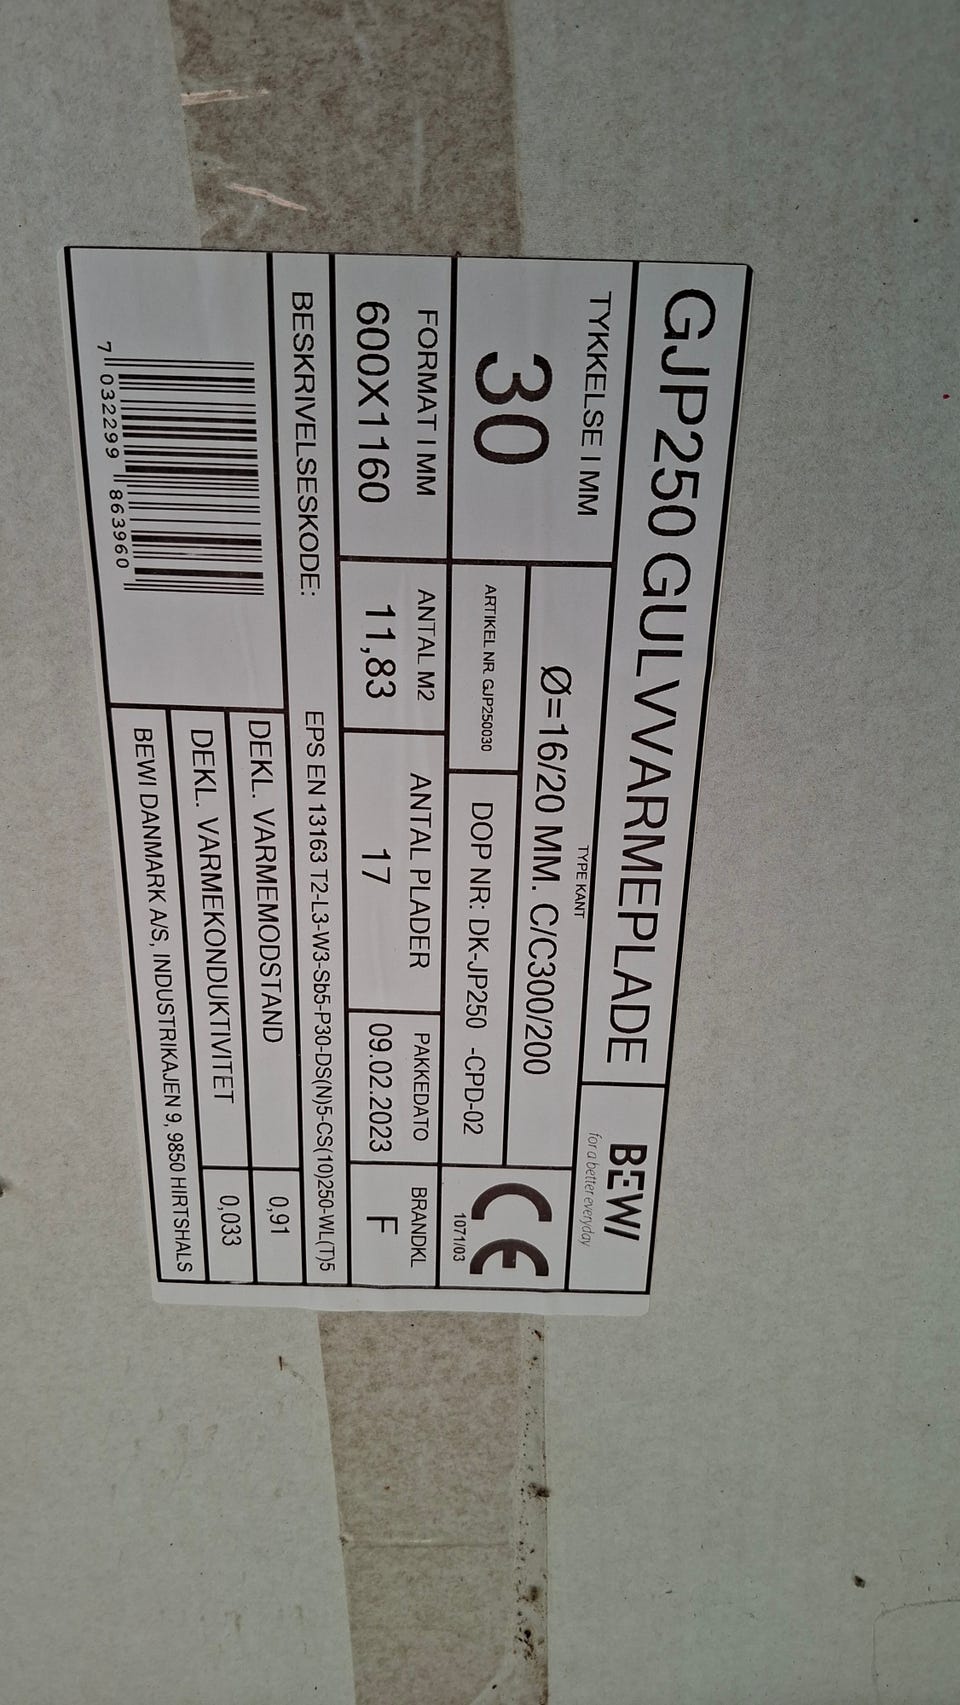 GJP250 GULVVARMEPLADE
BEWI
for a better everyday
TYKKELSE I MM
30
TYPE KANT
Ø=16/20 MM. C/C300/200
ARTIKEL NR. GJP250030
DOP NR: DK-JP250 -CPD-02
CE
1071/03
FORMAT I MM
600X1160
ANTAL M2
11,83
ANTAL PLADER
17
PAKKEDATO
09.02.2023
BRANDKL
F
BESKRIVELSESKODE: EPS EN 13163 T2-L3-W3-Sb5-P30-DS(N)5-CS(10)250-WL(T)5
7 032299 863960
DEKL. VARMEMODSTAND 0,91
DEKL. VARMEKONDUKTIVITET 0,033
BEWI DANMARK A/S, INDUSTRIKAJEN 9, 9850 HIRTSHALS